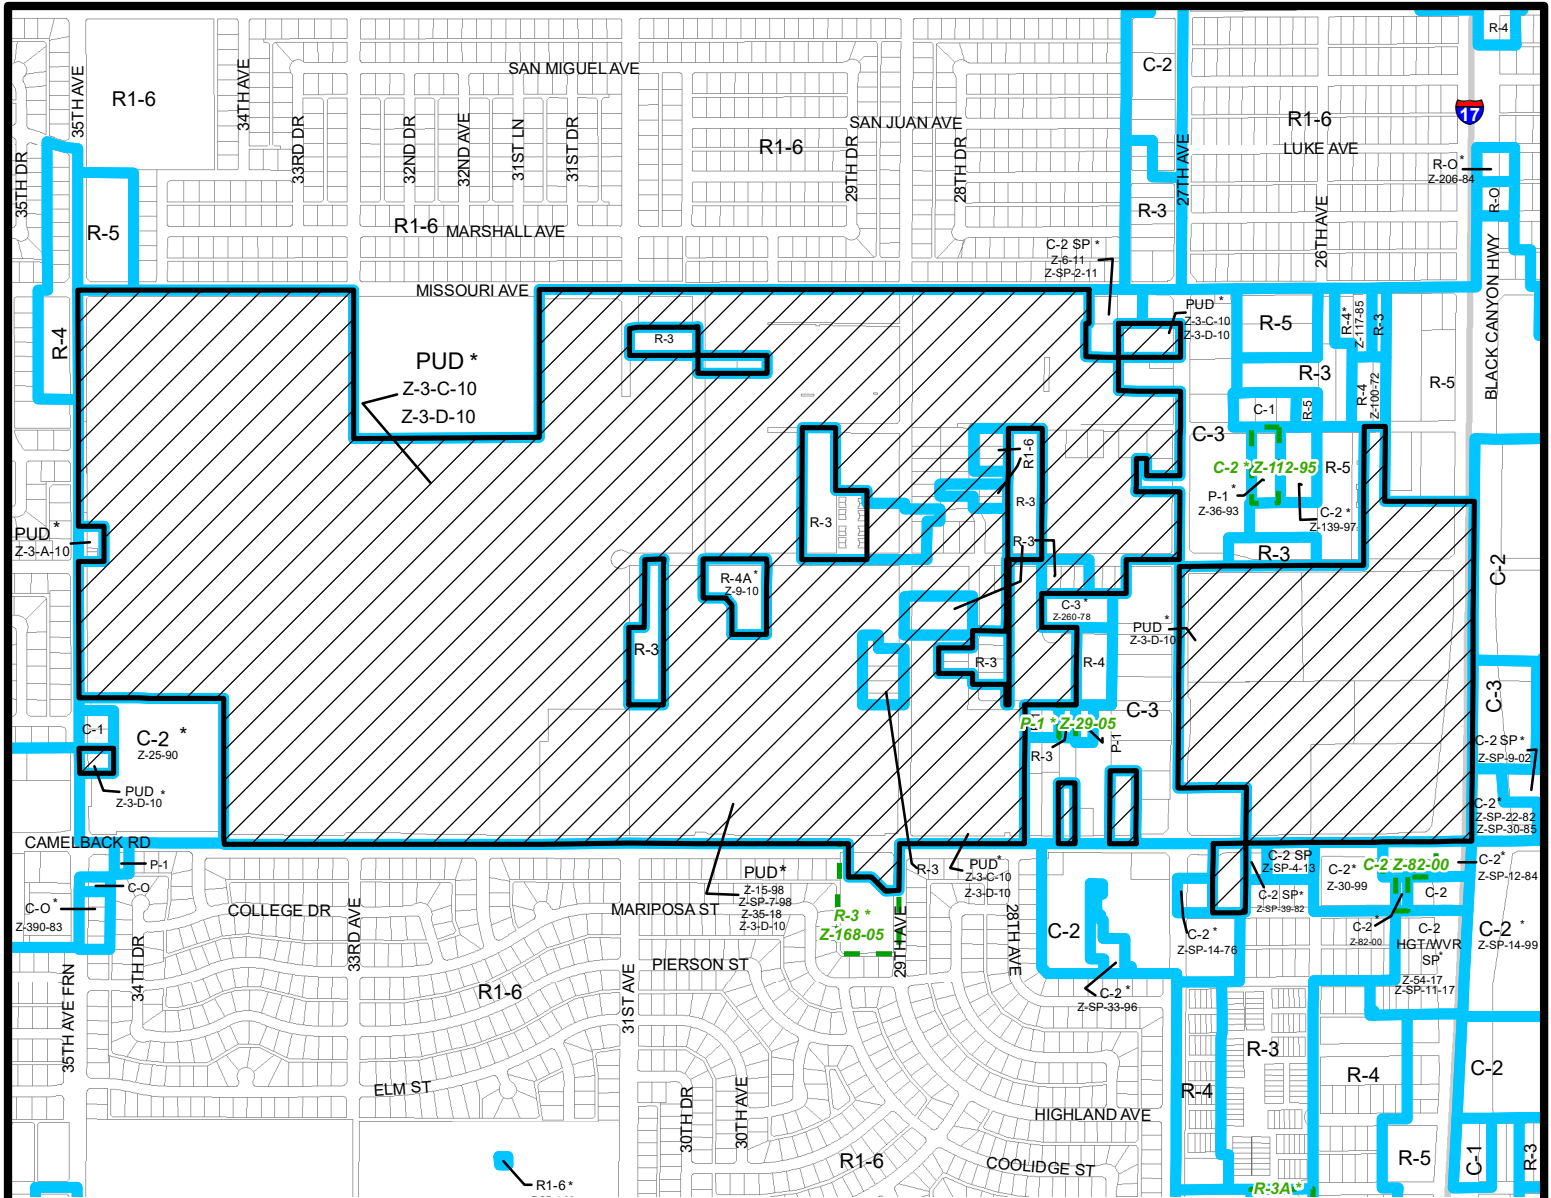 R-4
C-2
SAN MIGUEL AVE
35TH AVE
34TH AVE
R1-6
17
R1-6
SAN JUAN AVE
LUKE AVE
33RD DR
32ND DR
32ND AVE
31ST LN
31ST DR
R1-6
29TH DR
28TH DR
27TH AVE
R-O *
Z-206-84
35TH DR
R-O
R-3
R-5
R1-6
MARSHALL AVE
26TH AVE
C-2 SP *
Z-6-11
Z-SP-2-11
BLACK CANYON HWY
MISSOURI AVE
PUD *
Z-3-C-10
Z-3-D-10
R-5
R-4*
Z-117-85
R-3
R-4
R-3
PUD *
Z-3-C-10
Z-3-D-10
R-3
R-4
Z-100-72
R-5
C-1
R-5
C-3
R1-6
C-2 * Z-112-95
R-5
P-1 *
Z-36-93
R-3
R-3
C-2 *
Z-139-97
PUD *
Z-3-A-10
R-3
R-3
C-2
R-4A *
Z-9-10
C-3 *
Z-260-78
PUD *
Z-3-D-10
R-3
R-3
R-4
C-3
C-3
P-1
P-1 * Z-29-05
C-1
C-2 *
Z-25-90
R-3
P-1
C-2 SP *
Z-SP-9-02
PUD *
Z-3-D-10
C-2 *
Z-SP-22-82
Z-SP-30-85
CAMELBACK RD
P-1
C-O
C-O *
Z-390-83
COLLEGE DR
33RD AVE
34TH DR
35TH AVE FRN
PUD *
Z-15-98
Z-SP-7-98
Z-35-18
Z-3-D-10
R-3
PUD *
Z-3-C-10
Z-3-D-10
C-2 SP
Z-SP-4-13
C-2 *
Z-30-99
C-2 Z-82-00
C-2 *
Z-SP-12-84
C-2
C-2 SP*
Z-SP-39-82
MARIPOSA ST
R-3 *
Z-168-05
29TH AVE
28TH AVE
C-2
C-2 *
Z-SP-14-76
C-2 *
Z-82-00
C-2
HGT/WVR
SP *
Z-54-17
Z-SP-11-17
C-2 *
Z-SP-14-99
PIERSON ST
31ST AVE
R1-6
C-2 *
Z-SP-33-96
R-3
R-4
R-4
C-2
ELM ST
30TH DR
30TH AVE
HIGHLAND AVE
R1-6
COOLIDGE ST
R-5
C-1
R-3
R1-6 *
R-3A *